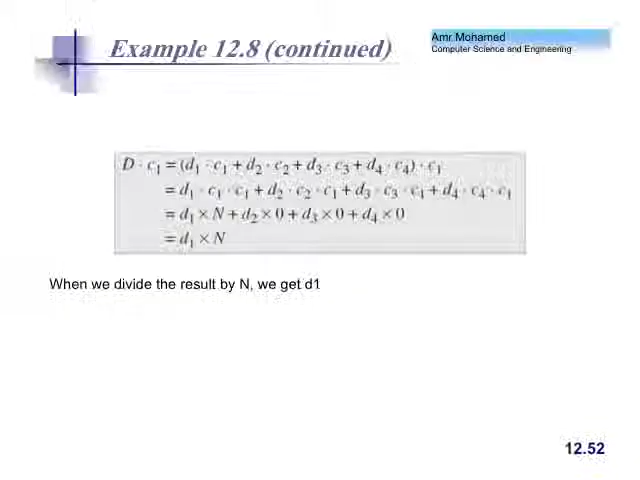 Example 12.8 (continued)
Amr Mohamed
Computer Science and Engineering
D · c₁ = (d₁ · c₁ + d₂ · c₂ + d₃ · c₃ + d₄ · c₄) · c₁
= d₁ · c₁ · c₁ + d₂ · c₂ · c₁ + d₃ · c₃ · c₁ + d₄ · c₄ · c₁
= d₁ × N + d₂ × 0 + d₃ × 0 + d₄ × 0
= d₁ × N
When we divide the result by N, we get d1
12.52